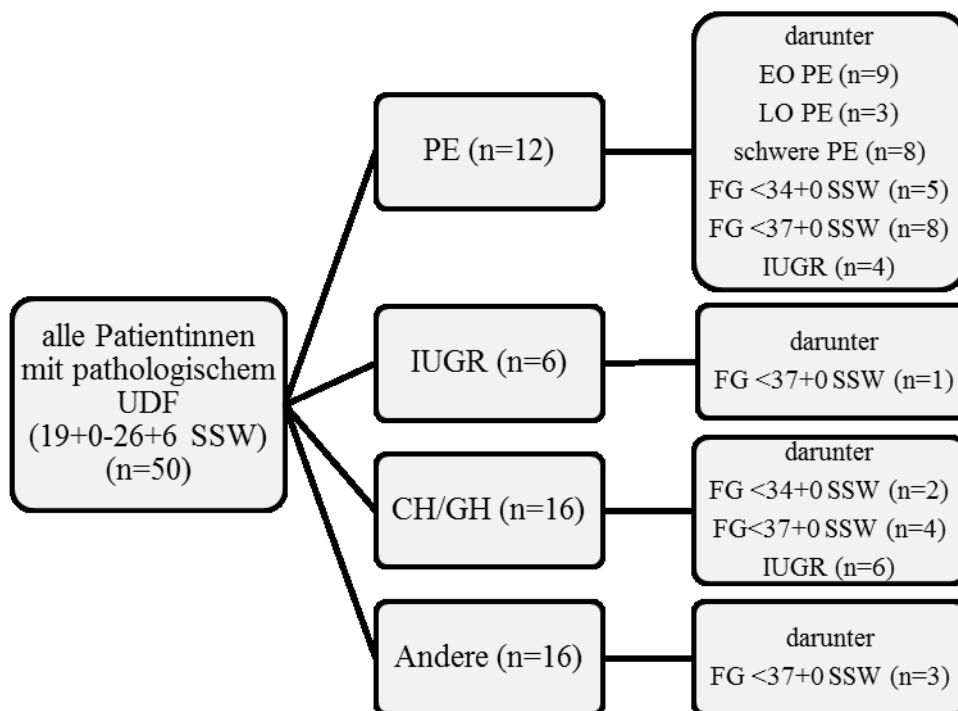 alle Patientinnen
mit pathologischem
UDF
(19+0-26+6 SSW)
(n=50)
PE (n=12)
darunter
EO PE (n=9)
LO PE (n=3)
schwere PE (n=8)
FG <34+0 SSW (n=5)
FG <37+0 SSW (n=8)
IUGR (n=4)
IUGR (n=6)
darunter
FG <37+0 SSW (n=1)
CH/GH (n=16)
darunter
FG <34+0 SSW (n=2)
FG<37+0 SSW (n=4)
IUGR (n=6)
Andere (n=16)
darunter
FG <37+0 SSW (n=3)